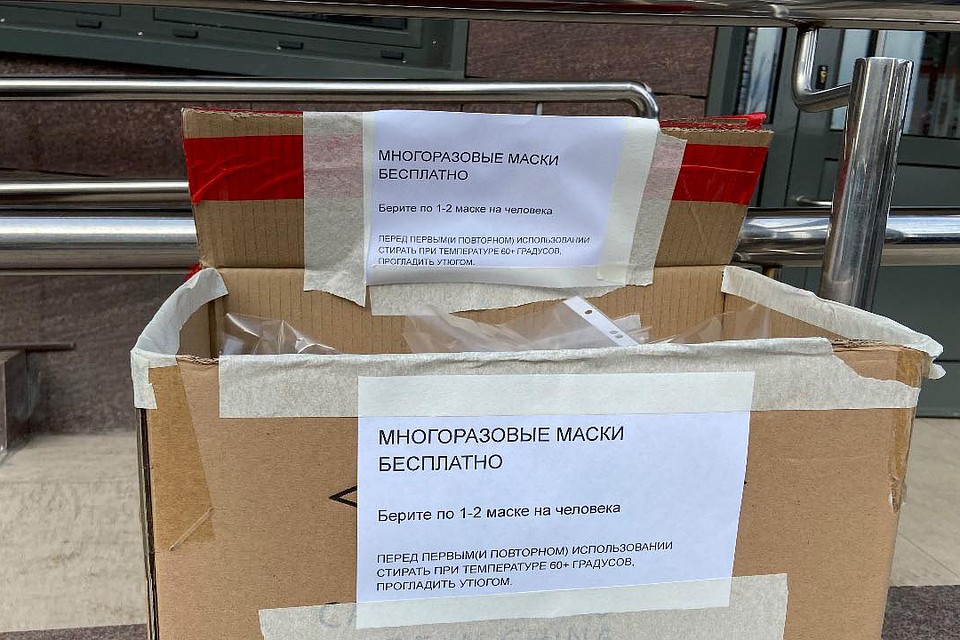 МНОГОРАЗОВЫЕ МАСКИ
БЕСПЛАТНО
Берите по 1-2 маске на человека
ПЕРЕД ПЕРВЫМ(И ПОВТОРНОМ) ИСПОЛЬЗОВАНИИ
СТИРАТЬ ПРИ ТЕМПЕРАТУРЕ 60+ ГРАДУСОВ,
ПРОГЛАДИТЬ УТЮГОМ.
МНОГОРАЗОВЫЕ МАСКИ
БЕСПЛАТНО
Берите по 1-2 маске на человека
ПЕРЕД ПЕРВЫМ(И ПОВТОРНОМ) ИСПОЛЬЗОВАНИИ
СТИРАТЬ ПРИ ТЕМПЕРАТУРЕ 60+ ГРАДУСОВ,
ПРОГЛАДИТЬ УТЮГОМ.